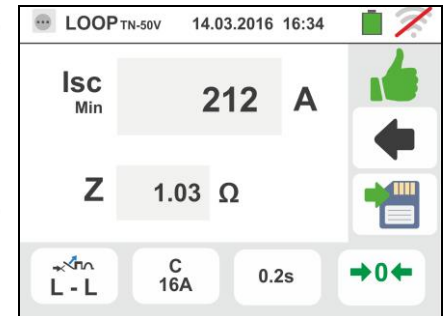 LOOP TN-50V 14.03.2016 16:34
Isc
Min
212 A
Z 1.03 Ω
L - L
C
16A
0.2s
→0←